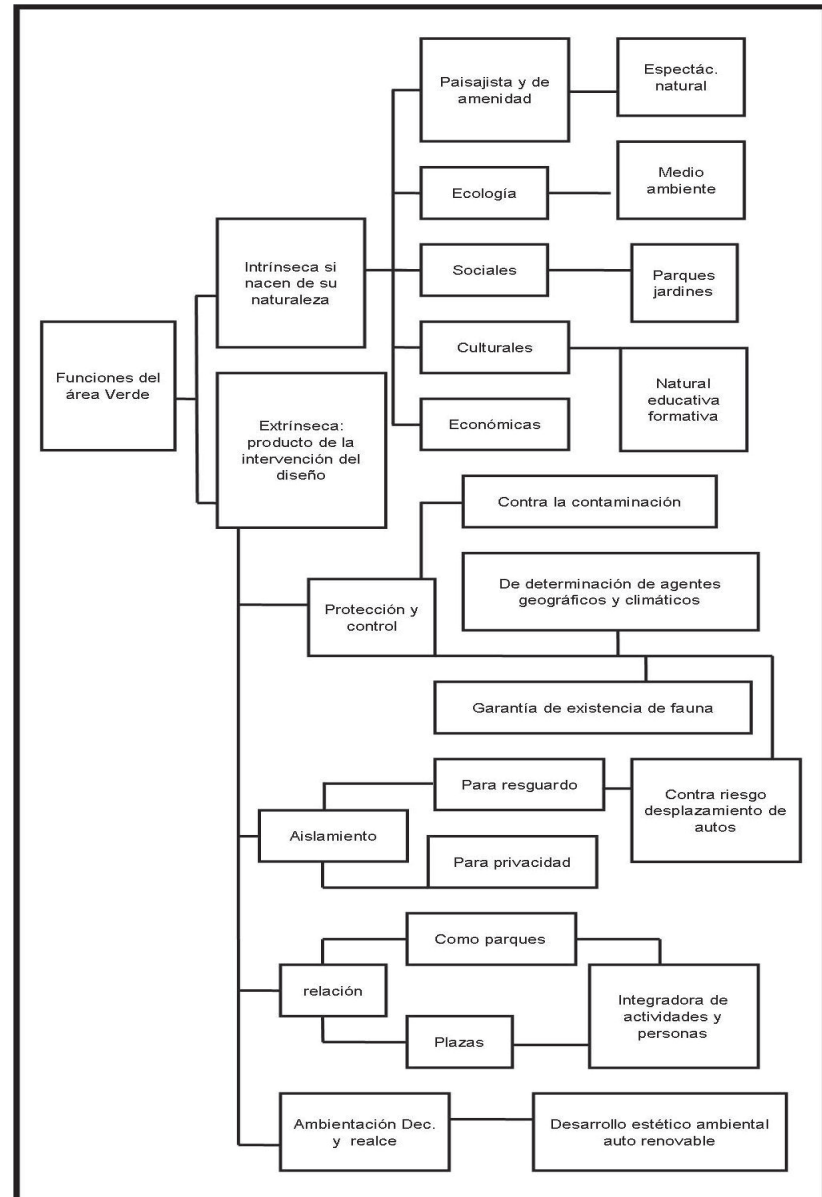 Paisajista y de
amenidad
Espectác.
natural
Ecología
Medio
ambiente
Intrínseca si
nacen de su
naturaleza
Sociales
Parques
jardines
Funciones del
área Verde
Culturales
Natural
educativa
formativa
Extrínseca:
producto de la
intervención del
diseño
Económicas
Contra la contaminación
Protección y
control
De determinación de agentes
geográficos y climáticos
Garantía de existencia de fauna
Aislamiento
Para resguardo
Contra riesgo
desplazamiento de
autos
Para privacidad
relación
Como parques
Plazas
Integradora de
actividades y
personas
Ambientación Dec.
y realce
Desarrollo estético ambiental
auto renovable